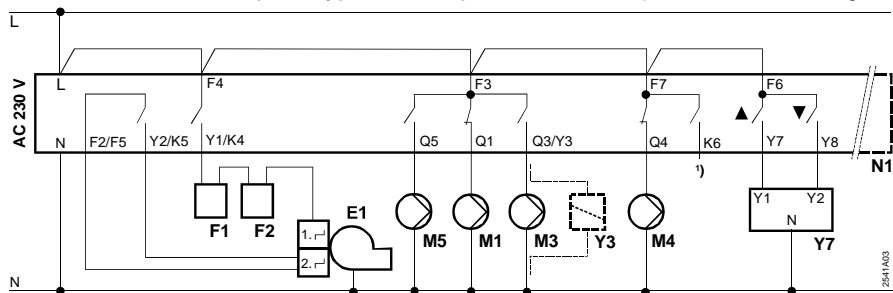 L
AC 230 V
L F4 F3 F7 F6
N F2/F5 Y2/K5 Y1/K4 Q5 Q1 Q3/Y3 Q4 K6 Y7 Y8
N1
1)
F1 F2 E1 M5 M1 M3 Y3 M4
1.
2.
Y1 Y2
N
Y7
N
2541A03